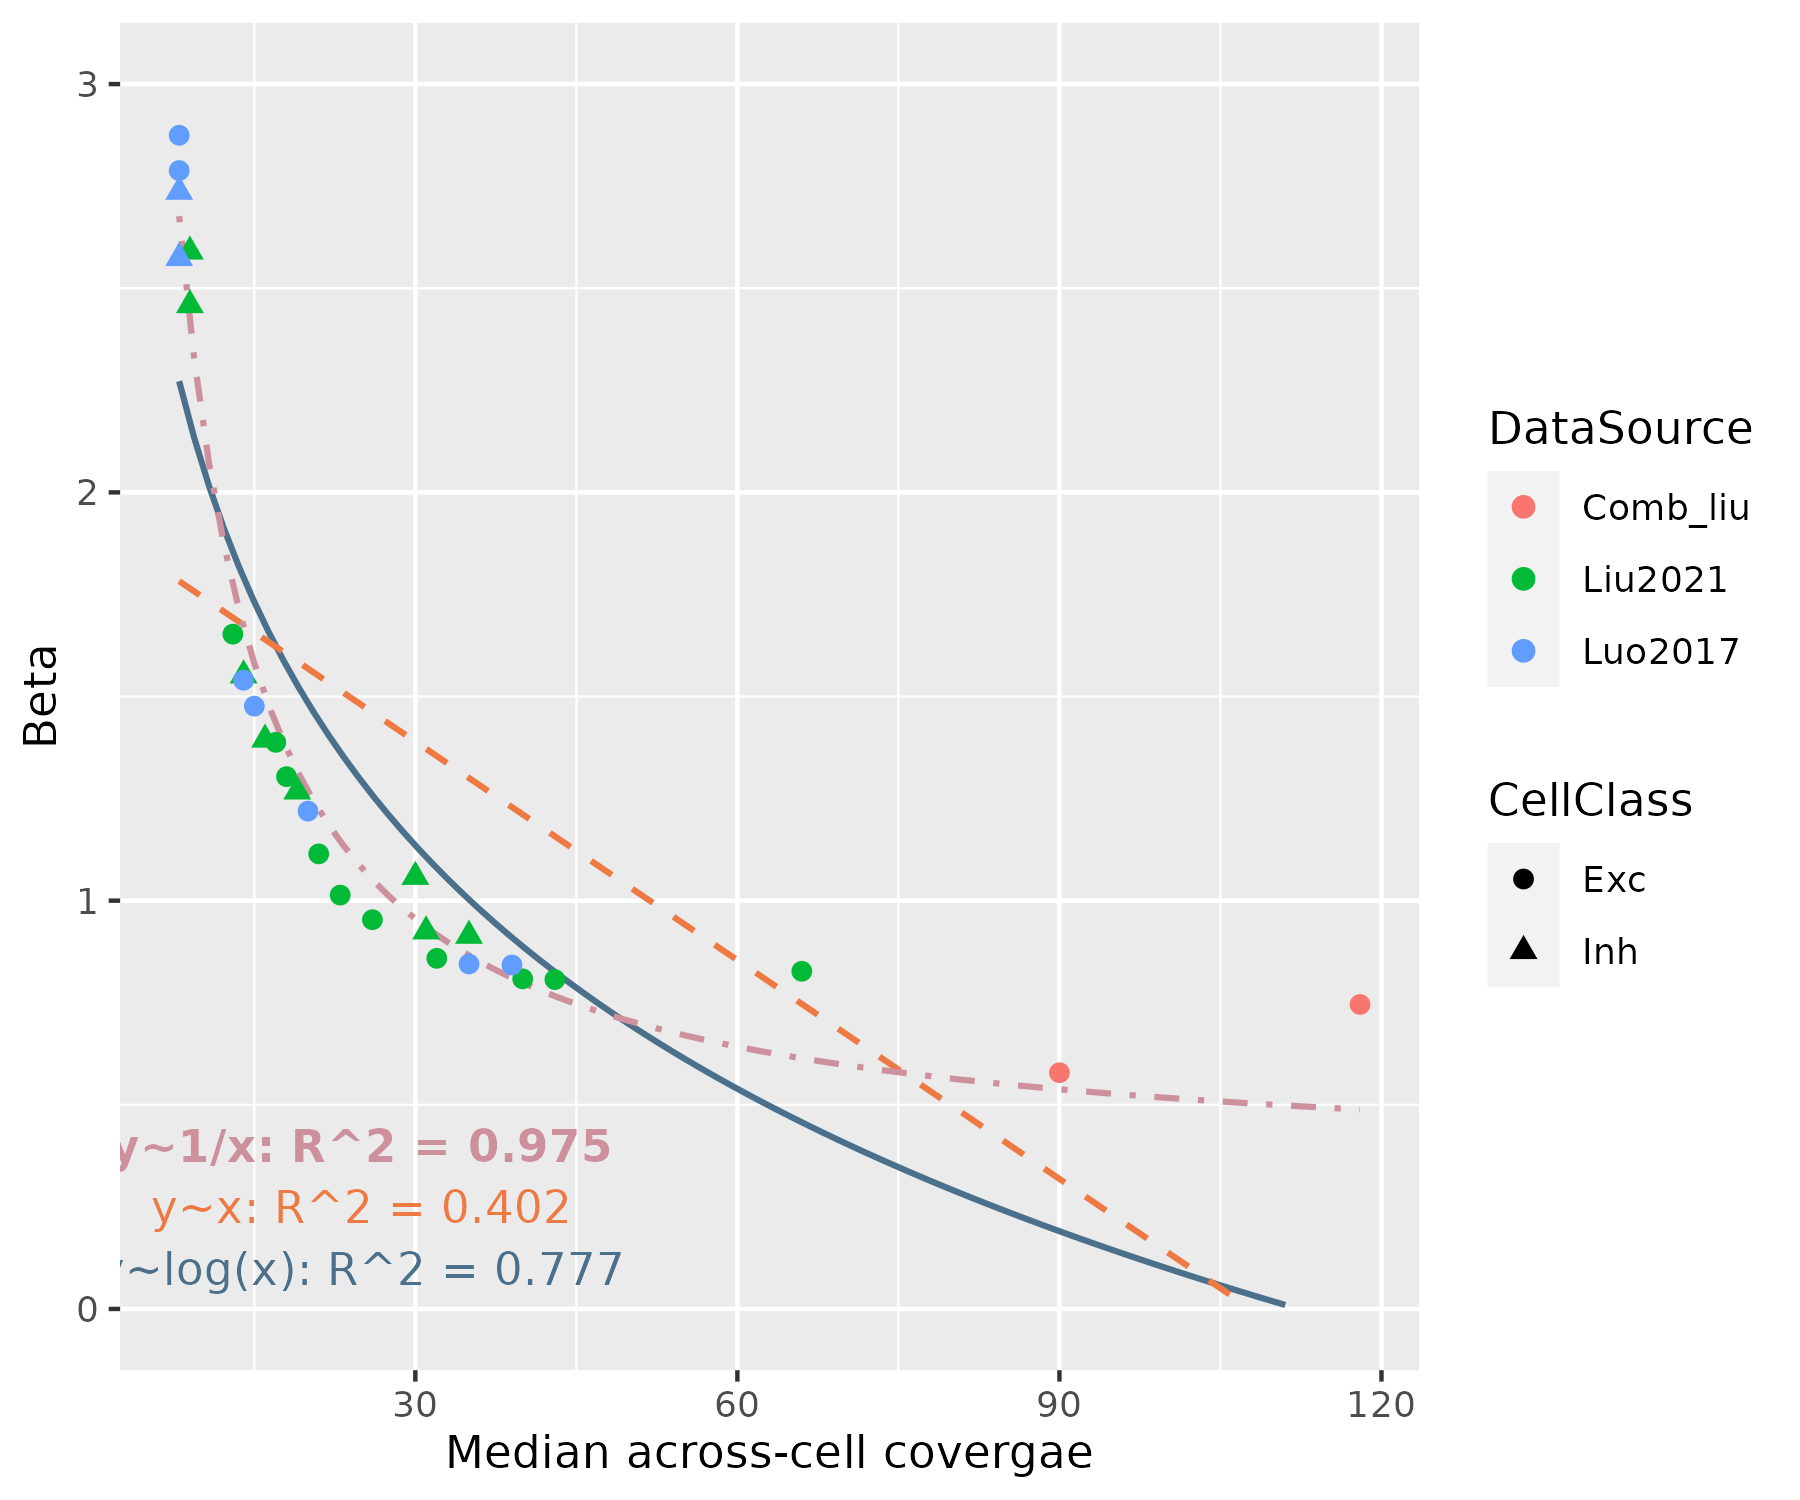 3
2
1
0
Beta
y~1/x: R^2 = 0.975
y~x: R^2 = 0.402
~log(x): R^2 = 0.777
30 60 90 120
Median across-cell covergae
DataSource
Comb_liu
Liu2021
Luo2017
CellClass
Exc
Inh